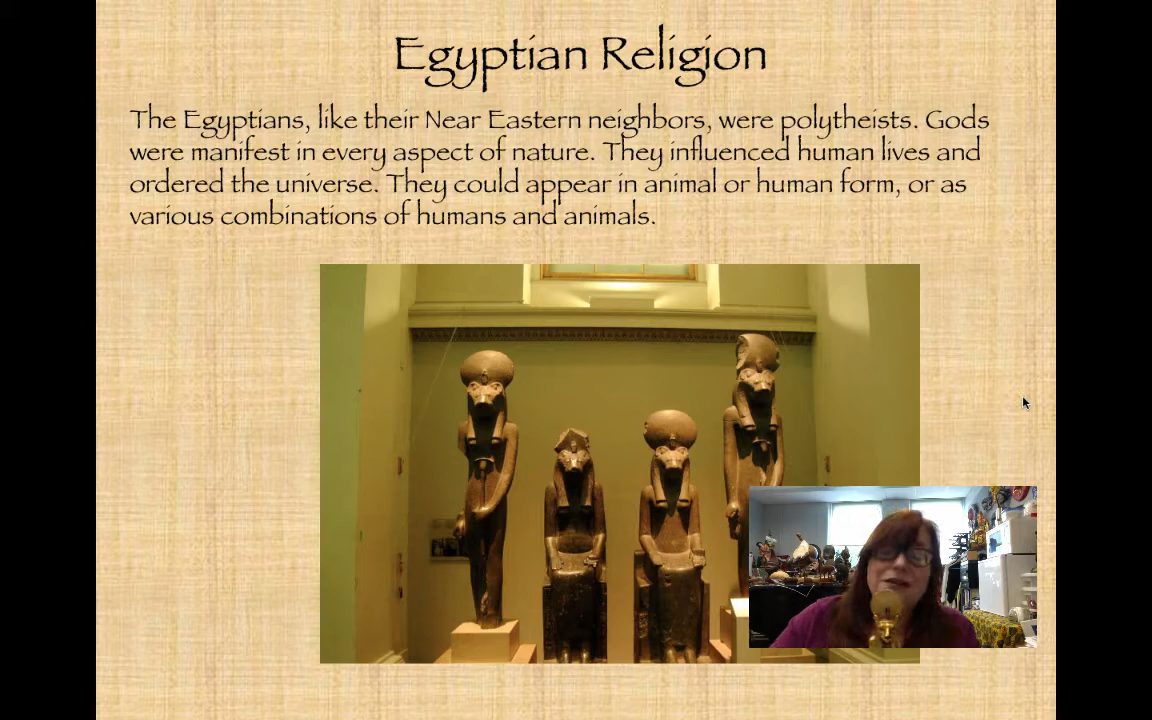 Egyptian Religion
The Egyptians, like their Near Eastern neighbors, were polytheists. Gods
were manifest in every aspect of nature. They influenced human lives and
ordered the universe. They could appear in animal or human form, or as
various combinations of humans and animals.